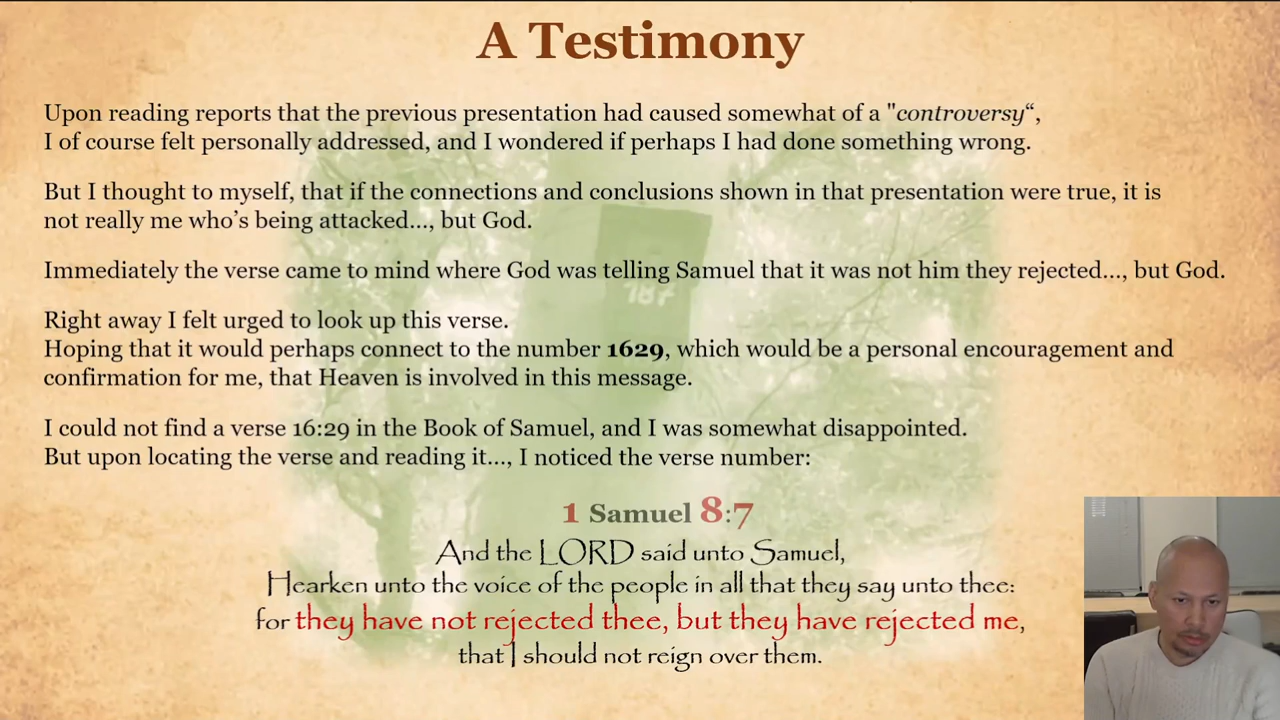 A Testimony
Upon reading reports that the previous presentation had caused somewhat of a "controversy“,
I of course felt personally addressed, and I wondered if perhaps I had done something wrong.
But I thought to myself, that if the connections and conclusions shown in that presentation were true, it is
not really me who’s being attacked..., but God.
Immediately the verse came to mind where God was telling Samuel that it was not him they rejected..., but God.
Right away I felt urged to look up this verse.
Hoping that it would perhaps connect to the number 1629, which would be a personal encouragement and
confirmation for me, that Heaven is involved in this message.
I could not find a verse 16:29 in the Book of Samuel, and I was somewhat disappointed.
But upon locating the verse and reading it..., I noticed the verse number:
187
1 Samuel 8:7
And the LORD said unto Samuel,
Hearken unto the voice of the people in all that they say unto thee:
for they have not rejected thee, but they have rejected me,
that I should not reign over them.